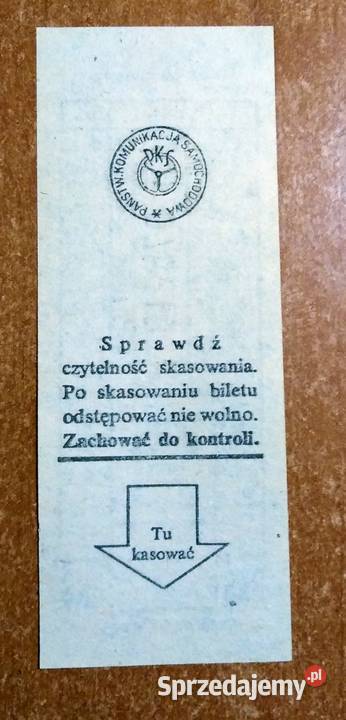 PAŃSTW. KOMUNIKACJA SAMOCHODOWA
PKS
Sprawdź
czytelność skasowania.
Po skasowaniu biletu
odstępować nie wolno.
Zachować do kontroli.
Tu
kasować
Sprzedajemy.pl